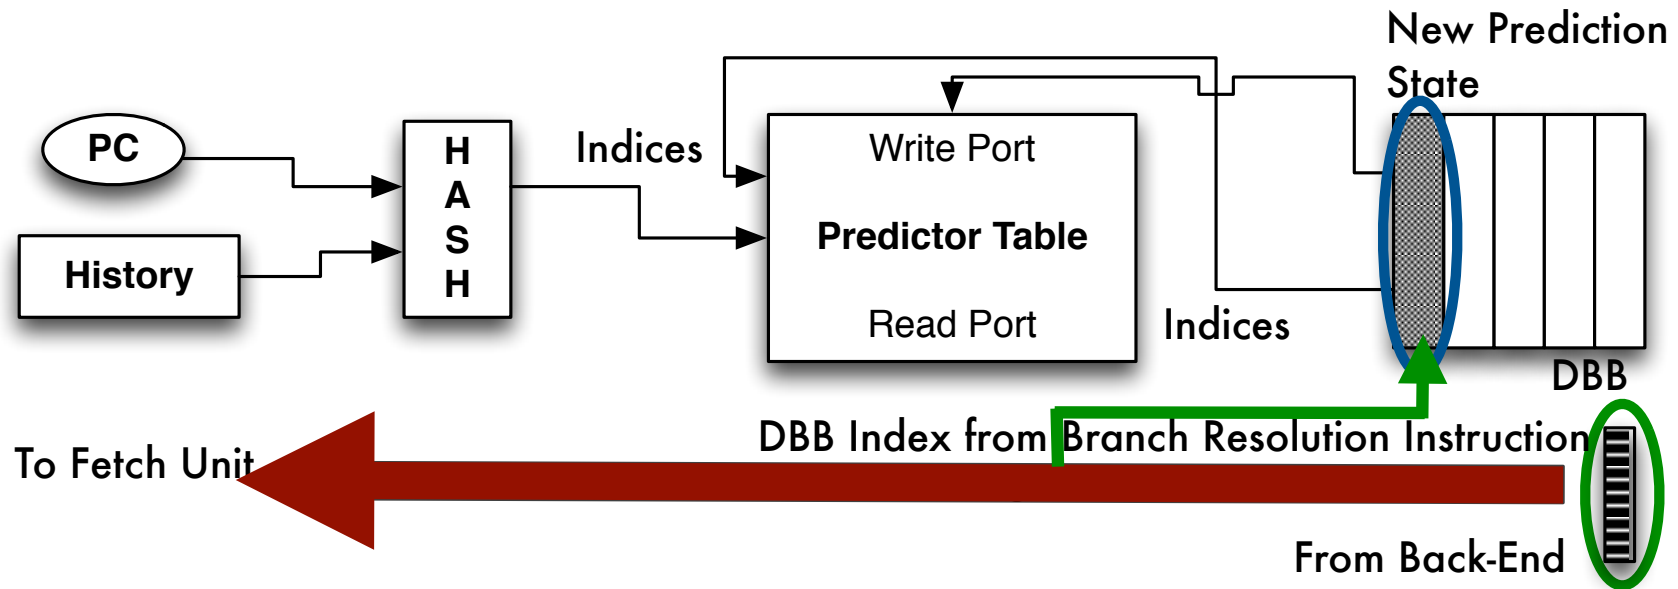 New Prediction
State
PC
H
A
S
H
Indices
Write Port
Predictor Table
History
Read Port
Indices
DBB
DBB Index from Branch Resolution Instruction
To Fetch Unit
From Back-End